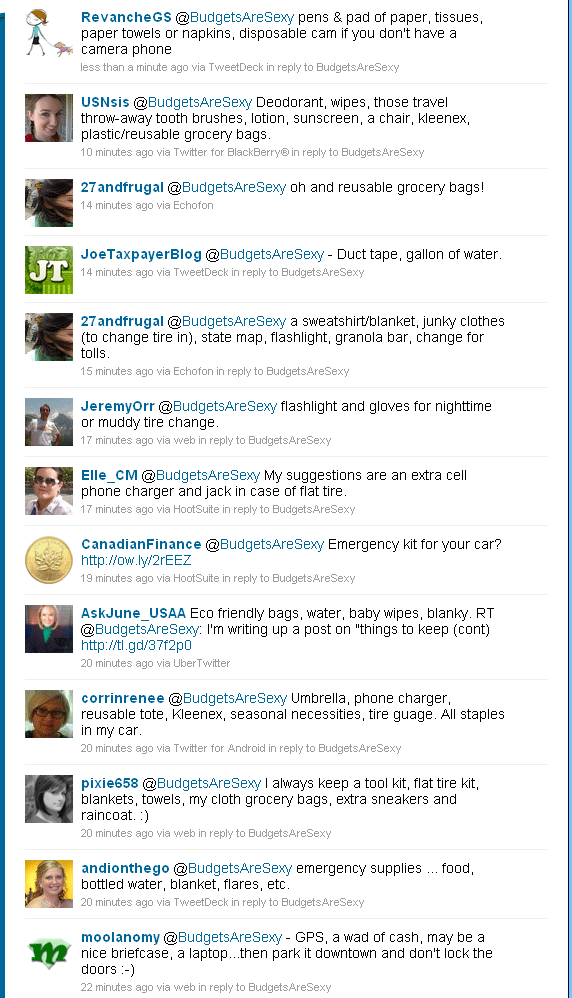 RevancheGS @BudgetsAreSexy pens & pad of paper, tissues,
paper towels or napkins, disposable cam if you don't have a
camera phone
less than a minute ago via TweetDeck in reply to BudgetsAreSexy
USNsis @BudgetsAreSexy Deodorant, wipes, those travel
throw-away tooth brushes, lotion, sunscreen, a chair, kleenex,
plastic/reusable grocery bags.
10 minutes ago via Twitter for BlackBerry® in reply to BudgetsAreSexy
27andfrugal @BudgetsAreSexy oh and reusable grocery bags!
14 minutes ago via Echofon
JT
JoeTaxpayerBlog @BudgetsAreSexy - Duct tape, gallon of water.
14 minutes ago via TweetDeck in reply to BudgetsAreSexy
27andfrugal @BudgetsAreSexy a sweatshirt/blanket, junky clothes
(to change tire in), state map, flashlight, granola bar, change for
tolls.
15 minutes ago via Echofon in reply to BudgetsAreSexy
JeremyOrr @BudgetsAreSexy flashlight and gloves for nighttime
or muddy tire change.
17 minutes ago via web in reply to BudgetsAreSexy
Elle_CM @BudgetsAreSexy My suggestions are an extra cell
phone charger and jack in case of flat tire.
17 minutes ago via HootSuite in reply to BudgetsAreSexy
CanadianFinance @BudgetsAreSexy Emergency kit for your car?
http://ow.ly/2rEEZ
19 minutes ago via HootSuite in reply to BudgetsAreSexy
AskJune_USAA Eco friendly bags, water, baby wipes, blanky. RT
@BudgetsAreSexy: I'm writing up a post on "things to keep (cont)
http://tl.gd/37f2p0
20 minutes ago via UberTwitter
corrinrenee @BudgetsAreSexy Umbrella, phone charger,
reusable tote, Kleenex, seasonal necessities, tire guage. All staples
in my car.
20 minutes ago via Twitter for Android in reply to BudgetsAreSexy
pixie658 @BudgetsAreSexy I always keep a tool kit, flat tire kit,
blankets, towels, my cloth grocery bags, extra sneakers and
raincoat. :)
20 minutes ago via web in reply to BudgetsAreSexy
andionthego @BudgetsAreSexy emergency supplies ... food,
bottled water, blanket, flares, etc.
20 minutes ago via TweetDeck in reply to BudgetsAreSexy
m
moolanomy @BudgetsAreSexy - GPS, a wad of cash, may be a
nice briefcase, a laptop...then park it downtown and don't lock the
doors :-)
22 minutes ago via web in reply to BudgetsAreSexy